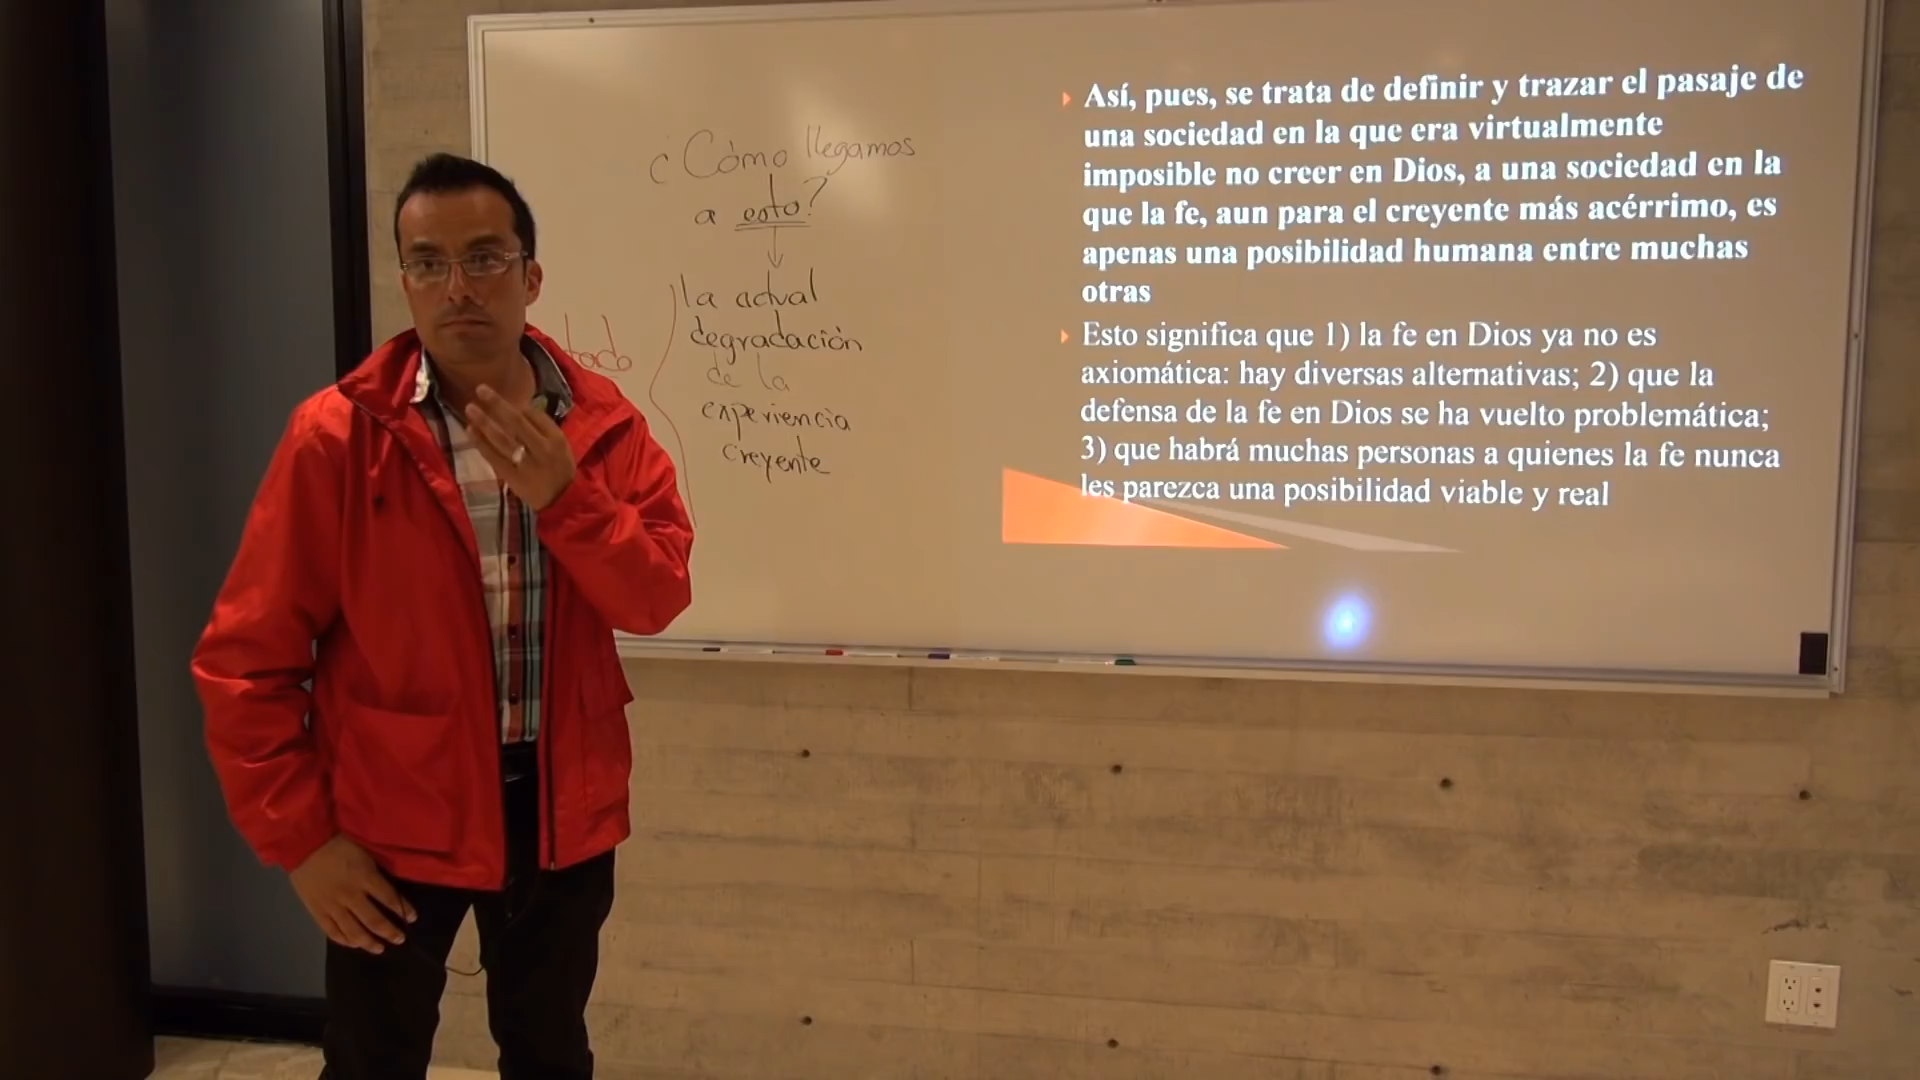 ¿Cómo llegamos
a esto?
la actual
degradación
de la
experiencia
creyente
Así, pues, se trata de definir y trazar el pasaje de
una sociedad en la que era virtualmente
imposible no creer en Dios, a una sociedad en la
que la fe, aun para el creyente más acérrimo, es
apenas una posibilidad humana entre muchas
otras
Esto significa que 1) la fe en Dios ya no es
axiomática: hay diversas alternativas; 2) que la
defensa de la fe en Dios se ha vuelto problemática;
3) que habrá muchas personas a quienes la fe nunca
les parezca una posibilidad viable y real